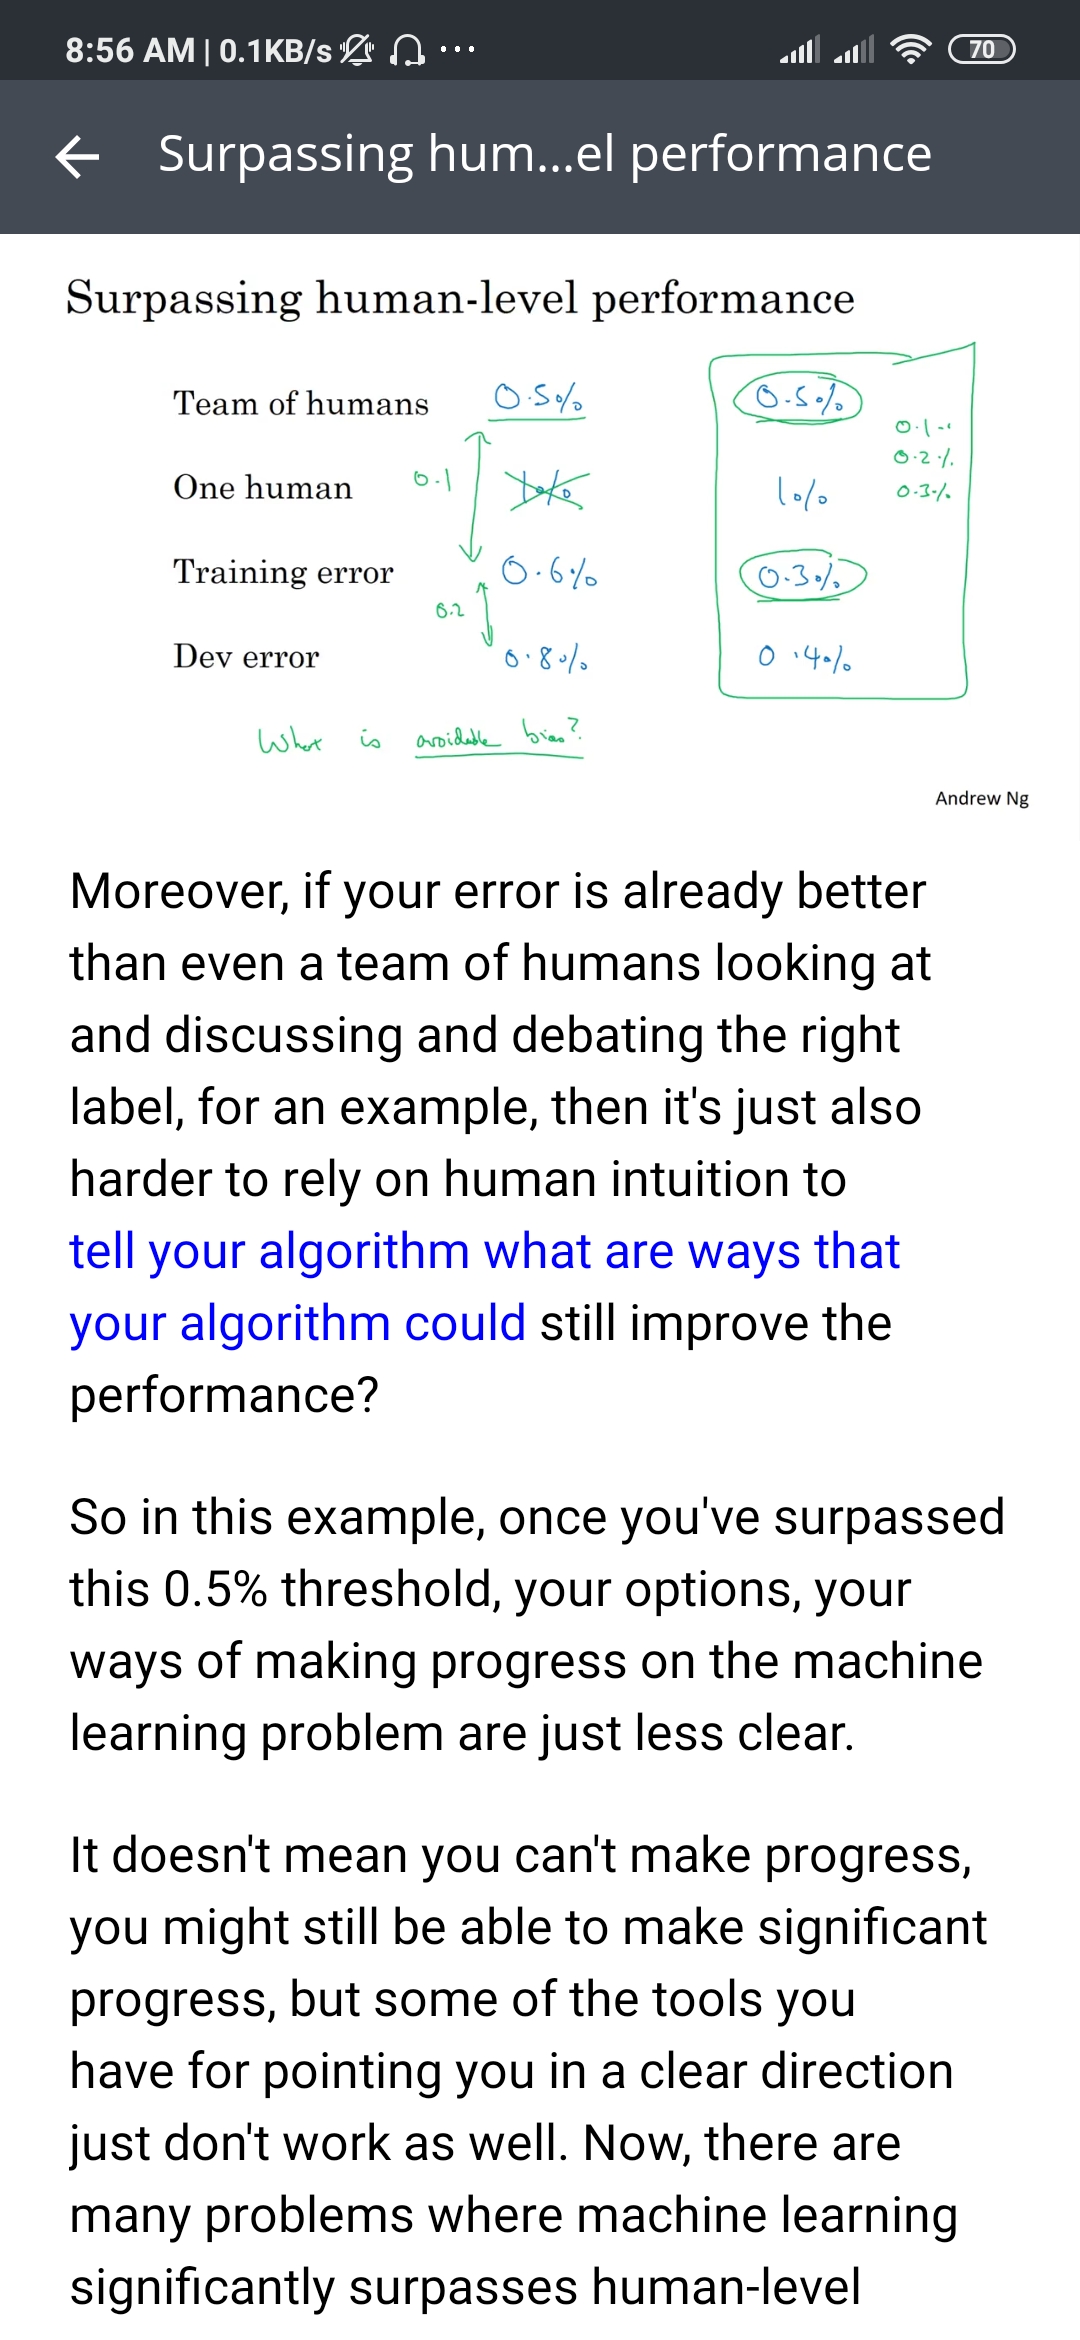 8:56 AM | 0.1KB/s ...
70
Surpassing hum...el performance
Surpassing human-level performance
Team of humans 0.5% 0.5%
0.1
0.2%
One human 0.1 1% 1% 0.3%
Training error 0.6% 0.3%
0.2
Dev error 0.8% 0.4%
What is avoidable bias?
Andrew Ng
Moreover, if your error is already better
than even a team of humans looking at
and discussing and debating the right
label, for an example, then it's just also
harder to rely on human intuition to
tell your algorithm what are ways that
your algorithm could still improve the
performance?
So in this example, once you've surpassed
this 0.5% threshold, your options, your
ways of making progress on the machine
learning problem are just less clear.
It doesn't mean you can't make progress,
you might still be able to make significant
progress, but some of the tools you
have for pointing you in a clear direction
just don't work as well. Now, there are
many problems where machine learning
significantly surpasses human-level